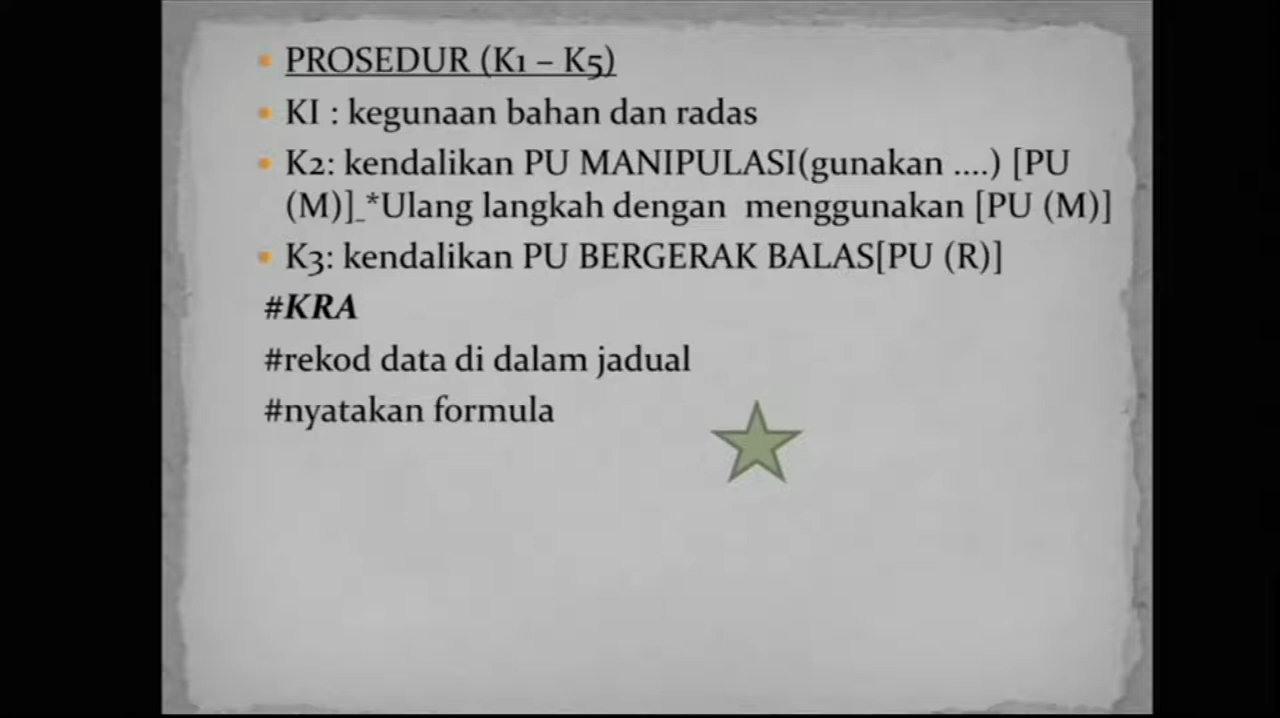 PROSEDUR (K1 – K5)
KI : kegunaan bahan dan radas
K2: kendalikan PU MANIPULASI(gunakan ....) [PU
(M)]_*Ulang langkah dengan menggunakan [PU (M)]
K3: kendalikan PU BERGERAK BALAS[PU (R)]
#KRA
#rekod data di dalam jadual
#nyatakan formula